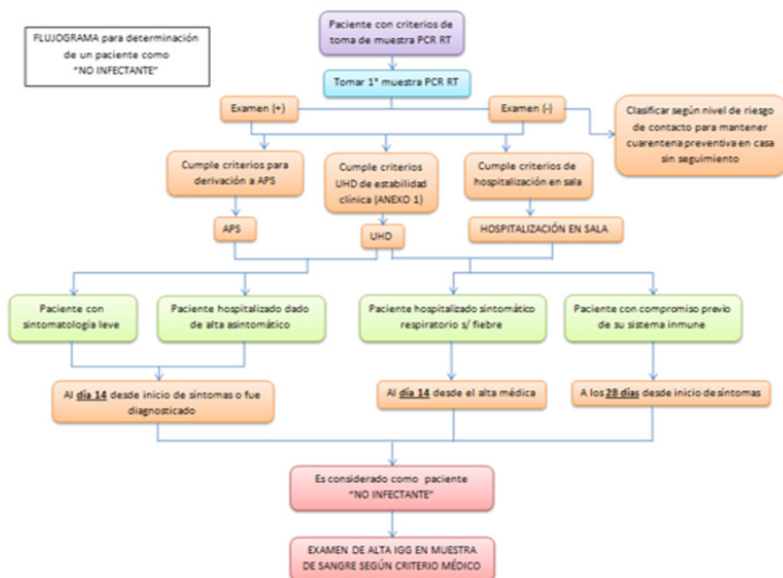 FLUJOGRAMA para determinación
de un paciente como
"NO INFECTANTE"
Paciente con criterios de
toma de muestra PCR RT
Tomar 1° muestra PCR RT
Examen (+)
Examen (-)
Clasificar según nivel de riesgo
de contacto para mantener
cuarentena preventiva en casa
sin seguimiento
Cumple criterios para
derivación a APS
Cumple criterios
UHD de estabilidad
clínica (ANEXO 1)
Cumple criterios de
hospitalización en sala
APS
UHD
HOSPITALIZACIÓN EN SALA
Paciente con
sintomatología leve
Paciente hospitalizado dado
de alta asintomático
Paciente hospitalizado sintomático
respiratorio s/ fiebre
Paciente con compromiso previo
de su sistema inmune
Al día 14 desde inicio de síntomas o fue
diagnosticado
Al día 14 desde el alta médica
A los 28 días desde inicio de síntomas
Es considerado como paciente
"NO INFECTANTE"
EXAMEN DE ALTA IGG EN MUESTRA
DE SANGRE SEGÚN CRITERIO MÉDICO